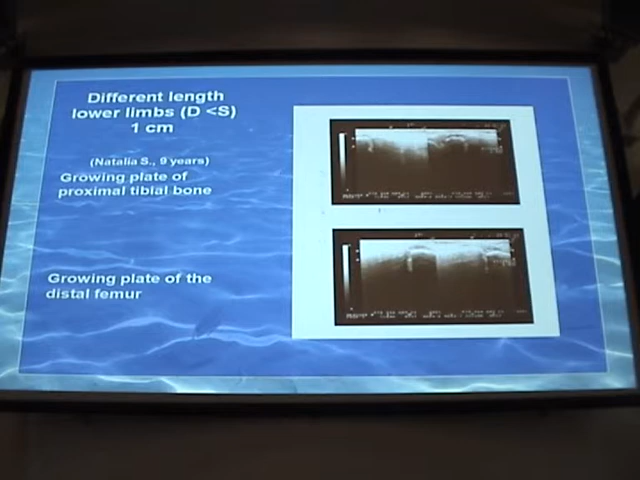 Different length
lower limbs (D <S)
1 cm
(Natalia S., 9 years)
Growing plate of
proximal tibial bone
Growing plate of the
distal femur